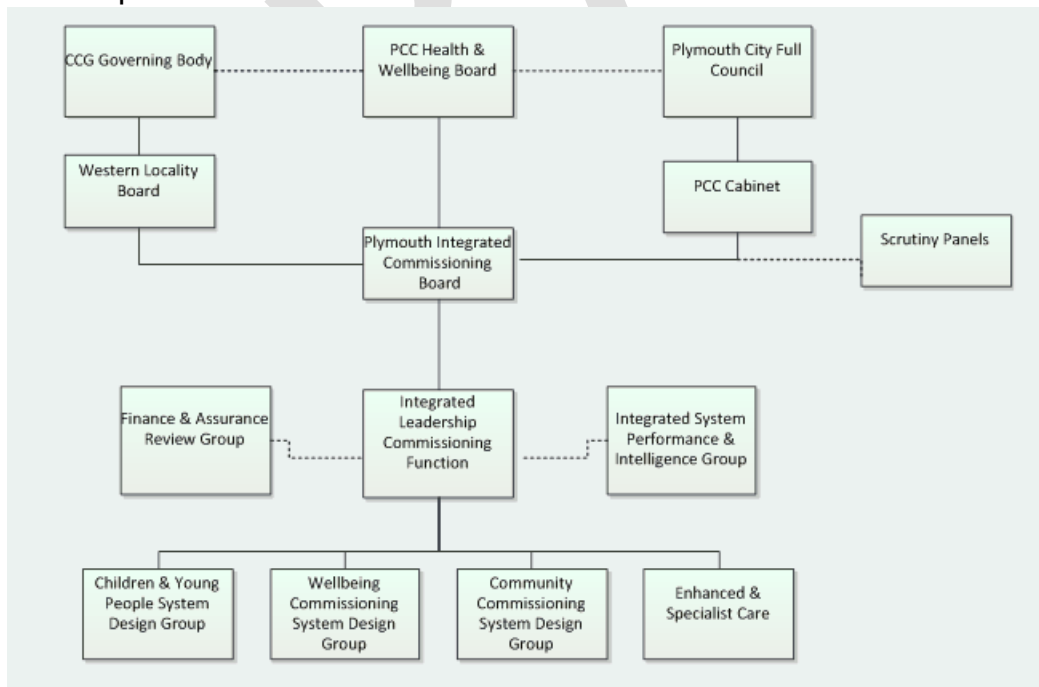 CCG Governing Body
PCC Health &
Wellbeing Board
Plymouth City Full
Council
Western Locality
Board
PCC Cabinet
Plymouth Integrated
Commissioning
Board
Scrutiny Panels
Finance & Assurance
Review Group
Integrated
Leadership
Commissioning
Function
Integrated System
Performance &
Intelligence Group
Children & Young
People System
Design Group
Wellbeing
Commissioning
System Design
Group
Community
Commissioning
System Design
Group
Enhanced &
Specialist Care